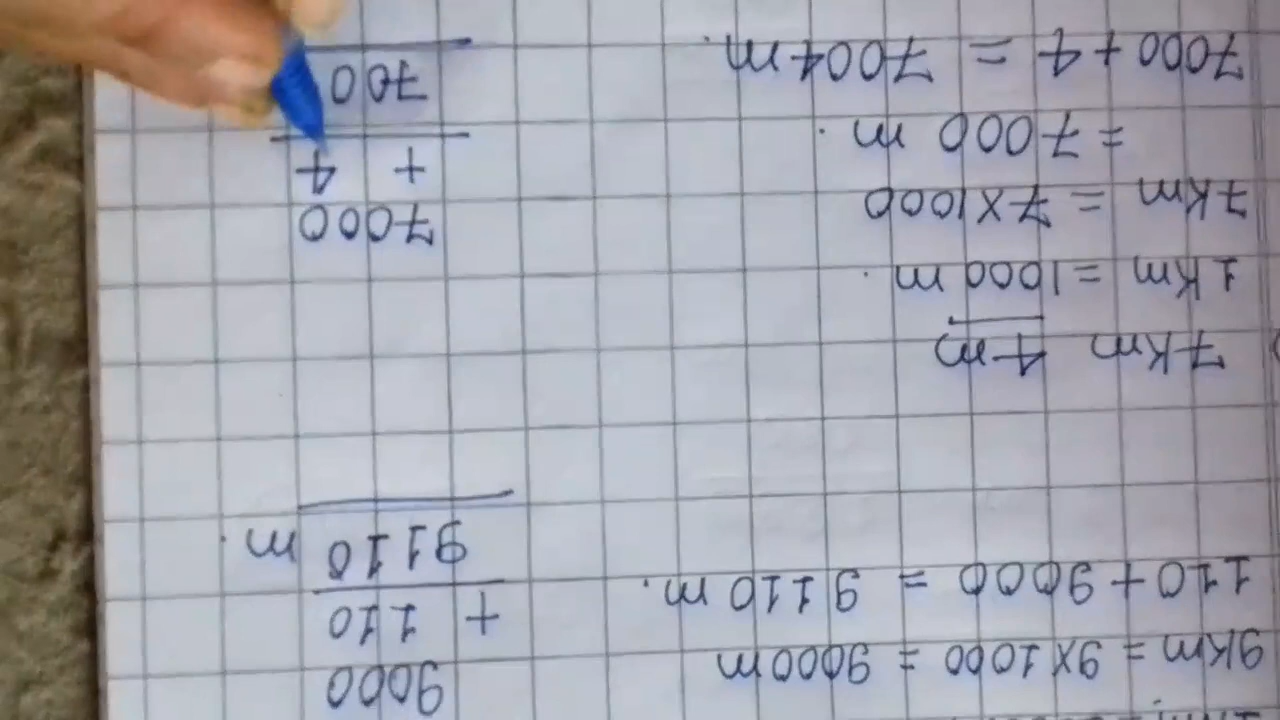 9Km = 9x1000 = 9000m
110+9000 = 9110 m.
9000
+ 110
9110 m.
7Km 4m
1Km = 1000 m.
7Km = 7x1000
= 7000 m.
7000+4 = 7004m.
7000
+ 4
700